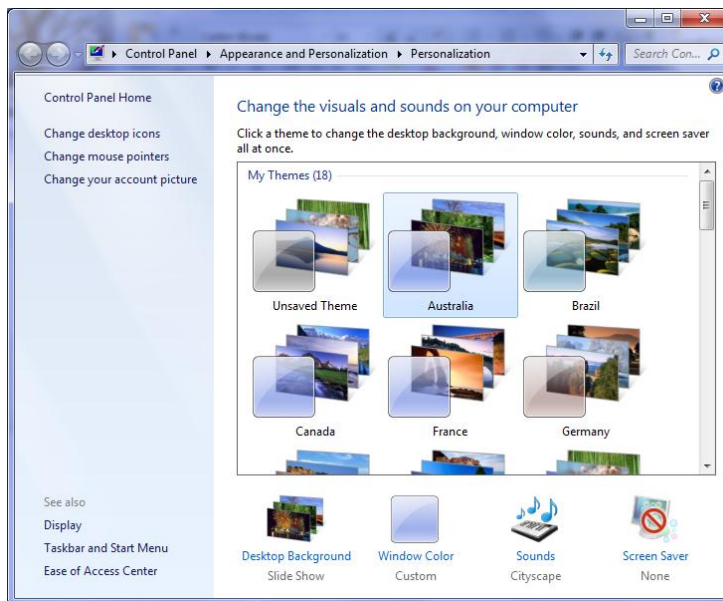 Control Panel ▸ Appearance and Personalization ▸ Personalization
Search Con...
Control Panel Home
Change desktop icons
Change mouse pointers
Change your account picture
See also
Display
Taskbar and Start Menu
Ease of Access Center
Change the visuals and sounds on your computer
Click a theme to change the desktop background, window color, sounds, and screen saver
all at once.
My Themes (18)
Unsaved Theme
Australia
Brazil
Canada
France
Germany
Desktop Background
Slide Show
Window Color
Custom
Sounds
Cityscape
Screen Saver
None